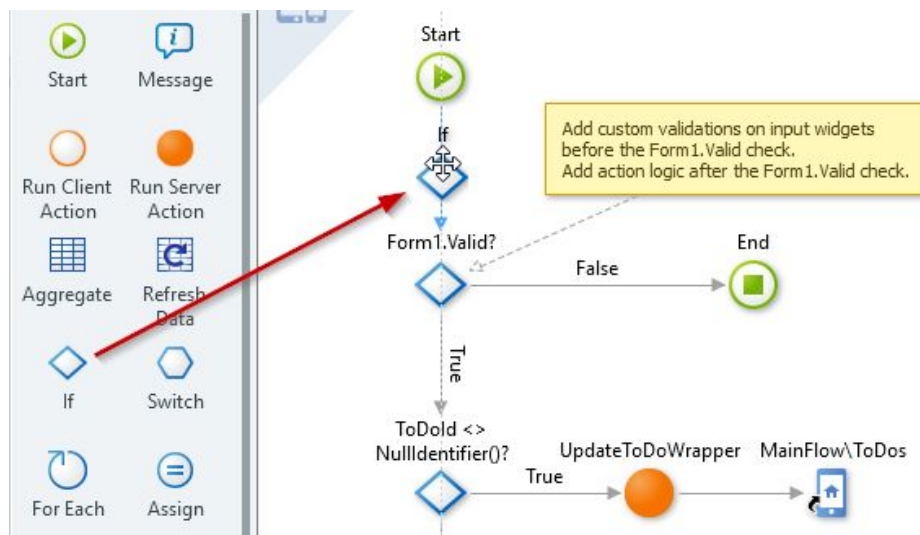 Start
Message
Run Client
Action
Run Server
Action
Aggregate
Refresh
Data
If
Switch
For Each
Assign
Start
If
Add custom validations on input widgets
before the Form1.Valid check.
Add action logic after the Form1.Valid check.
Form1.Valid?
False
End
True
ToDoId <>
NullIdentifier()?
True
UpdateToDoWrapper
MainFlow\ToDos